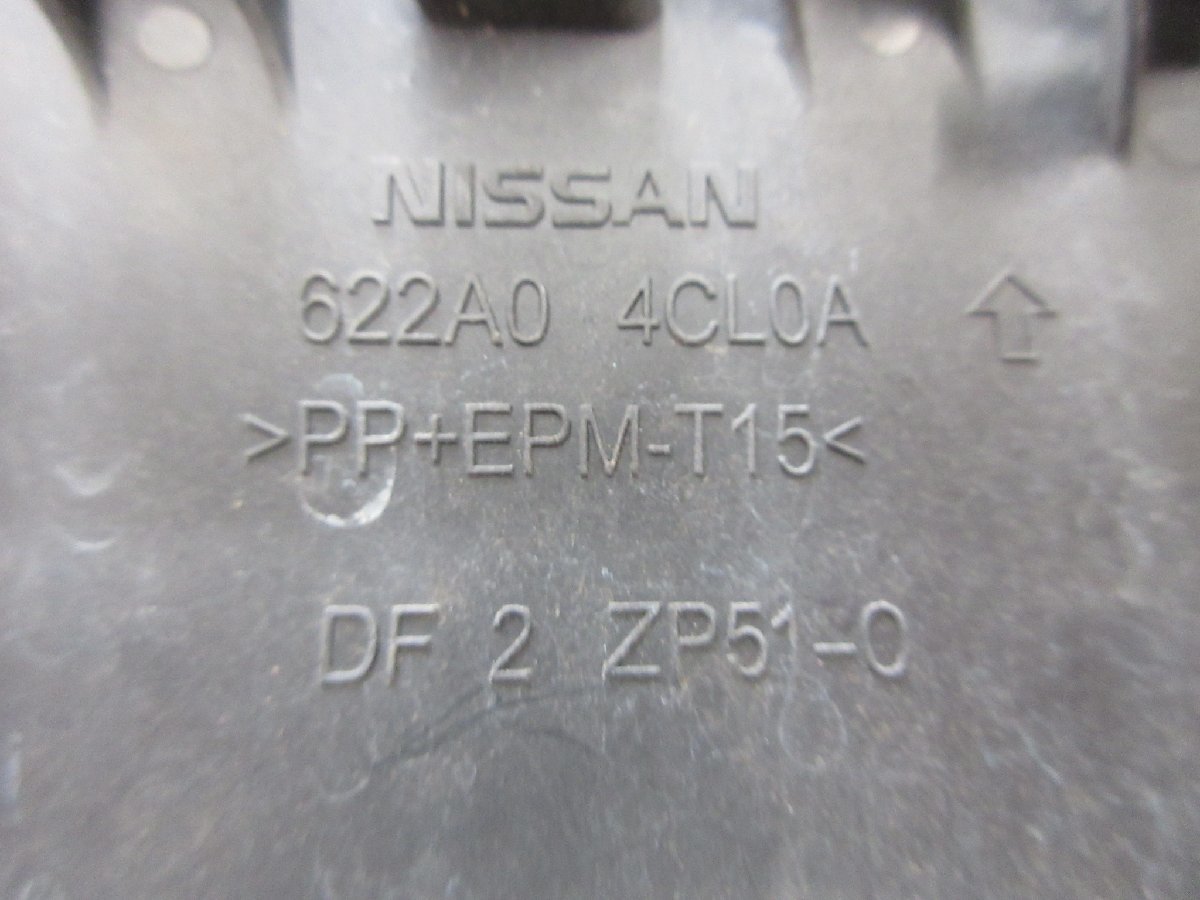 NISSAN
622A0 4CL0A
>PP+EPM-T15<
DF 2 ZP51-0